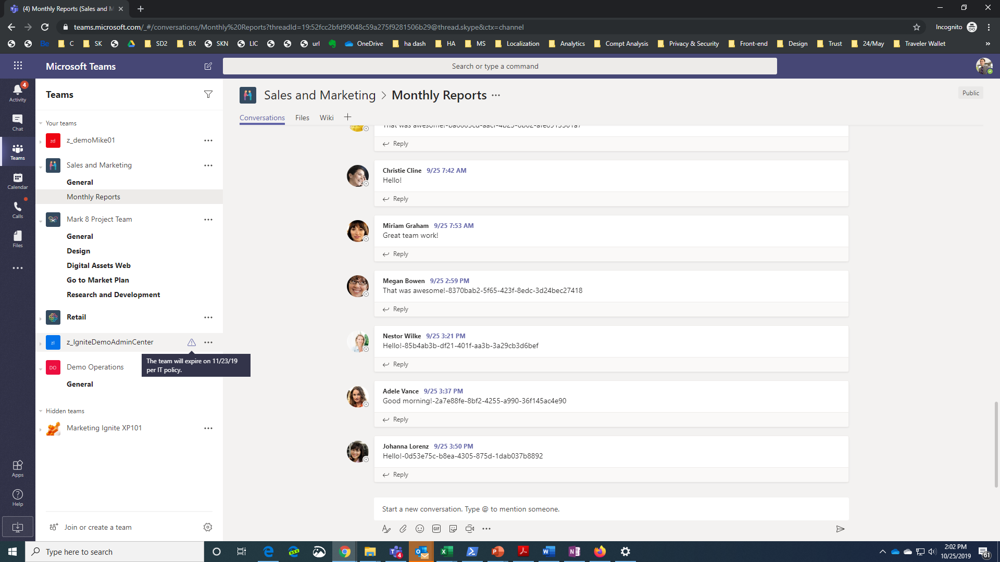 (4) Monthly Reports (Sales and M
teams.microsoft.com/_#/conversations/Monthly%20Reports?threadId=19:52fcc2bfd99048c59a275f9281506b29@thread.skype&ctx=channel
Incognito
Be C SK SD2 BX SKN LIC url OneDrive ha dash HA MS Localization Analytics Compt Analysis Privacy & Security Front-end Design Trust 24/May Traveler Wallet »
Microsoft Teams
Search or type a command
4
Activity
Chat
Teams
Calendar
Calls
Files
Apps
Help
Teams
Your teams
zd z_demoMike01
Sales and Marketing
General
Monthly Reports
Mark 8 Project Team
General
Design
Digital Assets Web
Go to Market Plan
Research and Development
Retail
zI z_IgniteDemoAdminCenter
The team will expire on 11/23/19
per IT policy.
DO Demo Operations
General
Hidden teams
Marketing Ignite XP101
Join or create a team
Sales and Marketing > Monthly Reports
Public
Conversations Files Wiki
That was awesome!
Reply
Christie Cline 9/25 7:42 AM
Hello!
Reply
Miriam Graham 9/25 7:53 AM
Great team work!
Reply
Megan Bowen 9/25 2:59 PM
That was awesome!-8370bab2-5f65-423f-8edc-3d24bec27418
Reply
Nestor Wilke 9/25 3:21 PM
Hello!-85b4ab3b-df21-401f-aa3b-3a29cb3d6bef
Reply
Adele Vance 9/25 3:37 PM
Good morning!-2a7e88fe-8bf2-4255-a990-36f145ac4e90
Reply
Johanna Lorenz 9/25 3:50 PM
Hello!-0d53e75c-b8ea-4305-875d-1dab037b8892
Reply
Start a new conversation. Type @ to mention someone.
GIF
Type here to search
4
2:02 PM
10/25/2019
61